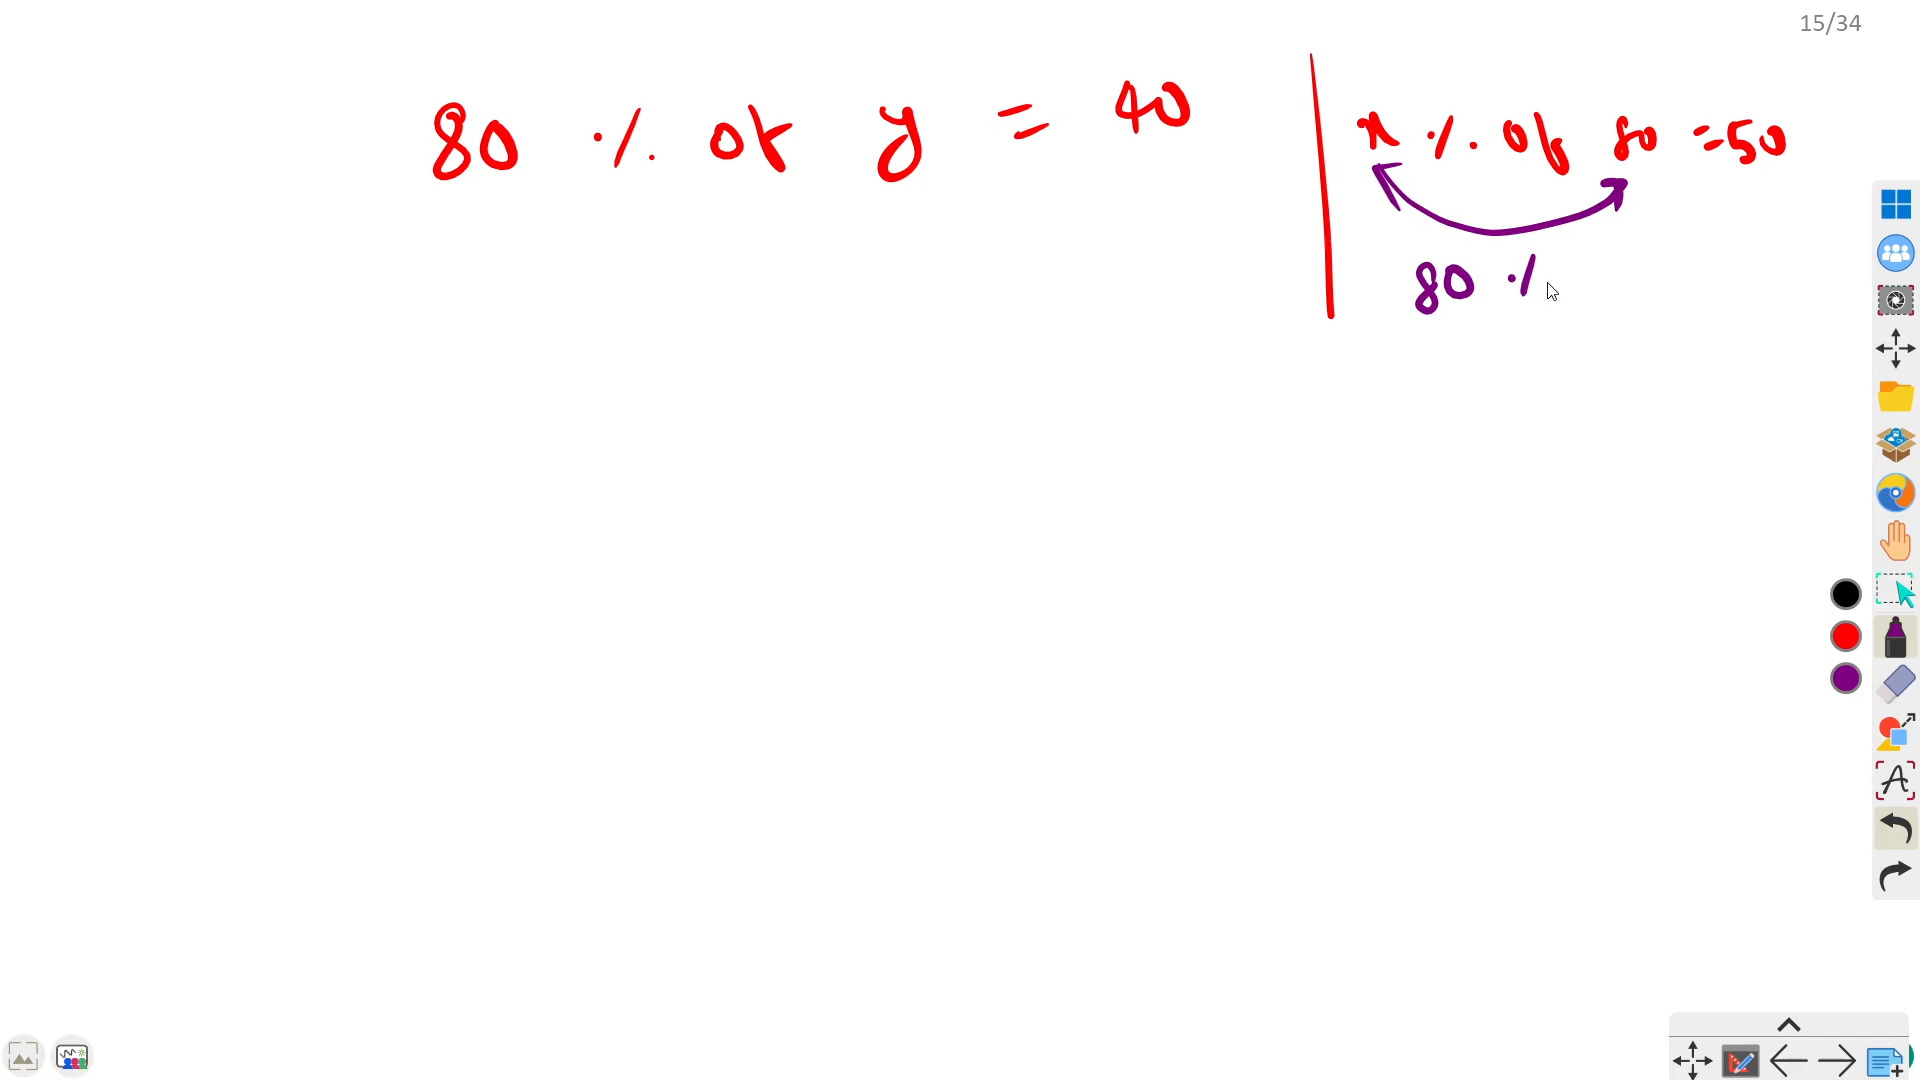 15/34
80 % of y = 40
x % of 80 = 50
80 %